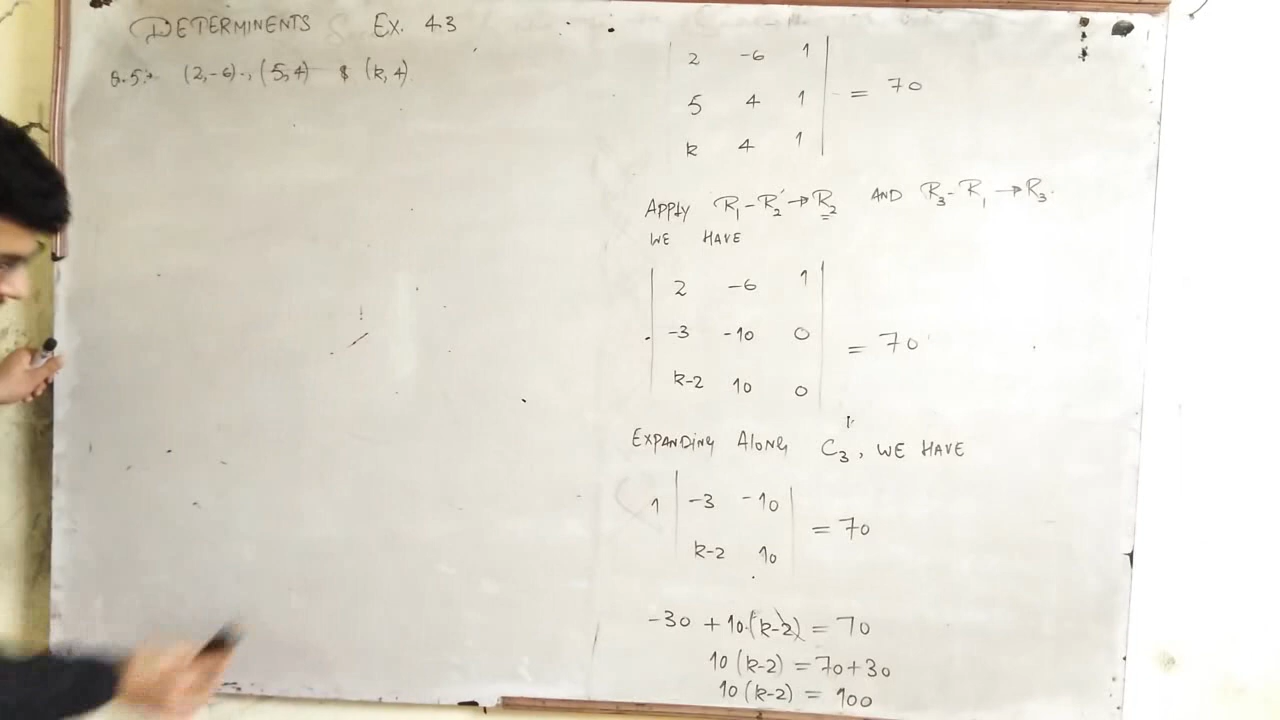 DETERMINENTS Ex. 4.3
Q.5:- (2,-6)., (5,4) & (k,4)
2 -6 1
5 4 1 = 70
k 4 1
APPly R₁-R₂→R₂ AND R₃-R₁→R₃.
WE HAVE
2 -6 1
-3 -10 0 = 70
k-2 10 0
EXPANDING Along C₃, WE HAVE
1 -3 -10 = 70
k-2 10
-30 + 10.(k-2) = 70
10(k-2) = 70+30
10(k-2) = 100